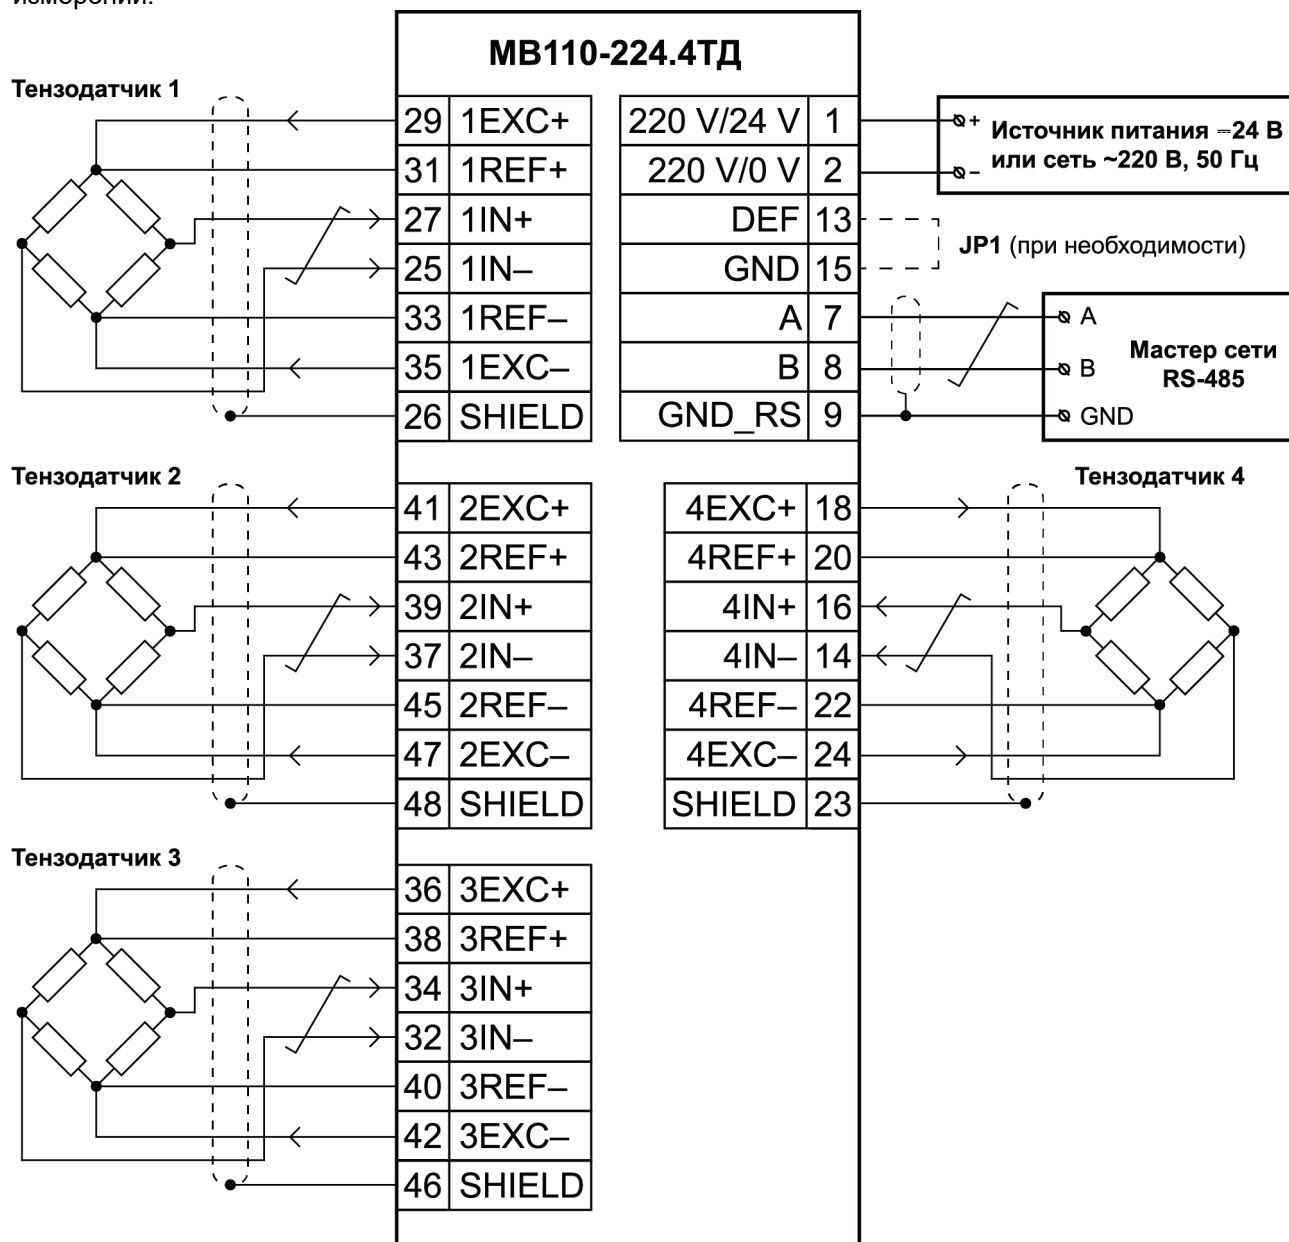 измерений.
МВ110-224.4ТД
Тензодатчик 1
29 1EXC+
31 1REF+
27 1IN+
25 1IN–
33 1REF–
35 1EXC–
26 SHIELD
220 V/24 V 1
220 V/0 V 2
DEF 13
GND 15
A 7
B 8
GND_RS 9
+ Источник питания ⎓24 В
– или сеть ~220 В, 50 Гц
JP1 (при необходимости)
A
B
GND
Мастер сети
RS-485
Тензодатчик 2
41 2EXC+
43 2REF+
39 2IN+
37 2IN–
45 2REF–
47 2EXC–
48 SHIELD
Тензодатчик 4
4EXC+ 18
4REF+ 20
4IN+ 16
4IN– 14
4REF– 22
4EXC– 24
SHIELD 23
Тензодатчик 3
36 3EXC+
38 3REF+
34 3IN+
32 3IN–
40 3REF–
42 3EXC–
46 SHIELD